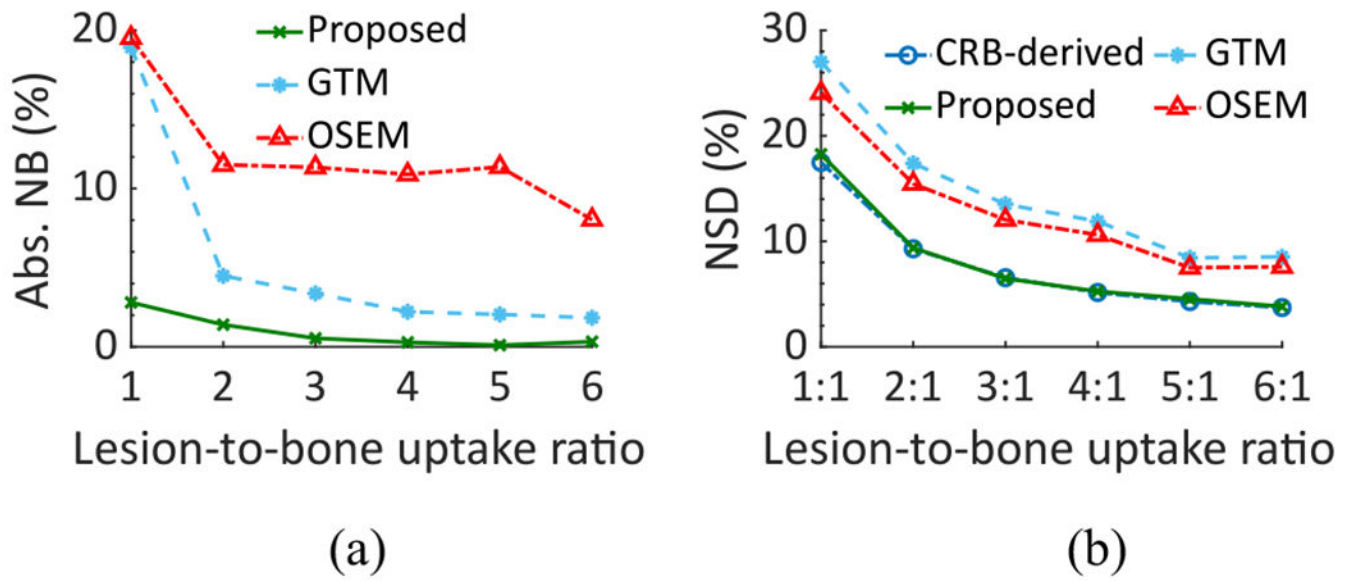 20
10
0
Abs. NB (%)
Proposed
GTM
OSEM
1 2 3 4 5 6
Lesion-to-bone uptake ratio
(a)
30
20
10
0
NSD (%)
CRB-derived GTM
Proposed OSEM
1:1 2:1 3:1 4:1 5:1 6:1
Lesion-to-bone uptake ratio
(b)